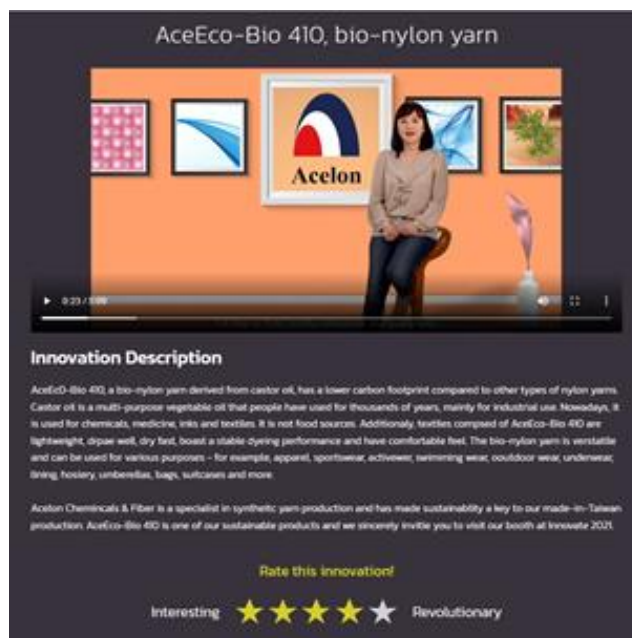 AceEco-Bio 410, bio-nylon yarn
Acelon
0:23 /
Innovation Description
AceEcO-Bio 410, a bio-nylon yarn derived from castor oil, has a lower carbon footprint compared to other types of nylon yarns.
Castor oil is a multi-purpose vegetable oil that people have used for thousands of years, mainly for industrial use. Nowadays, it
is used for chemicals, medicine, inks and textiles. It is not food sources. Additionaly, textiles compsed of AceEco-Bio 410 are
lightweight, drpae well, dry fast, boast a stable dyeing performance and have comfortable feel. The bio-nylon yarn is verstatile
and can be used for various purposes - for example, apparel, sportswear, activewer, swimming wear, ooutdoor wear, underwear,
lining, hosiery, umberellas, bags, suitcases and more.
Acelon Chemincals & Fiber is a specialist in synthetic yarn production and has made sustainability a key to our made-in-Taiwan
production. AceEco-Bio 410 is one of our sustainable products and we sincerely invitie you to visit our booth at Innovate 2021.
Rate this innovation!
Interesting Revolutionary